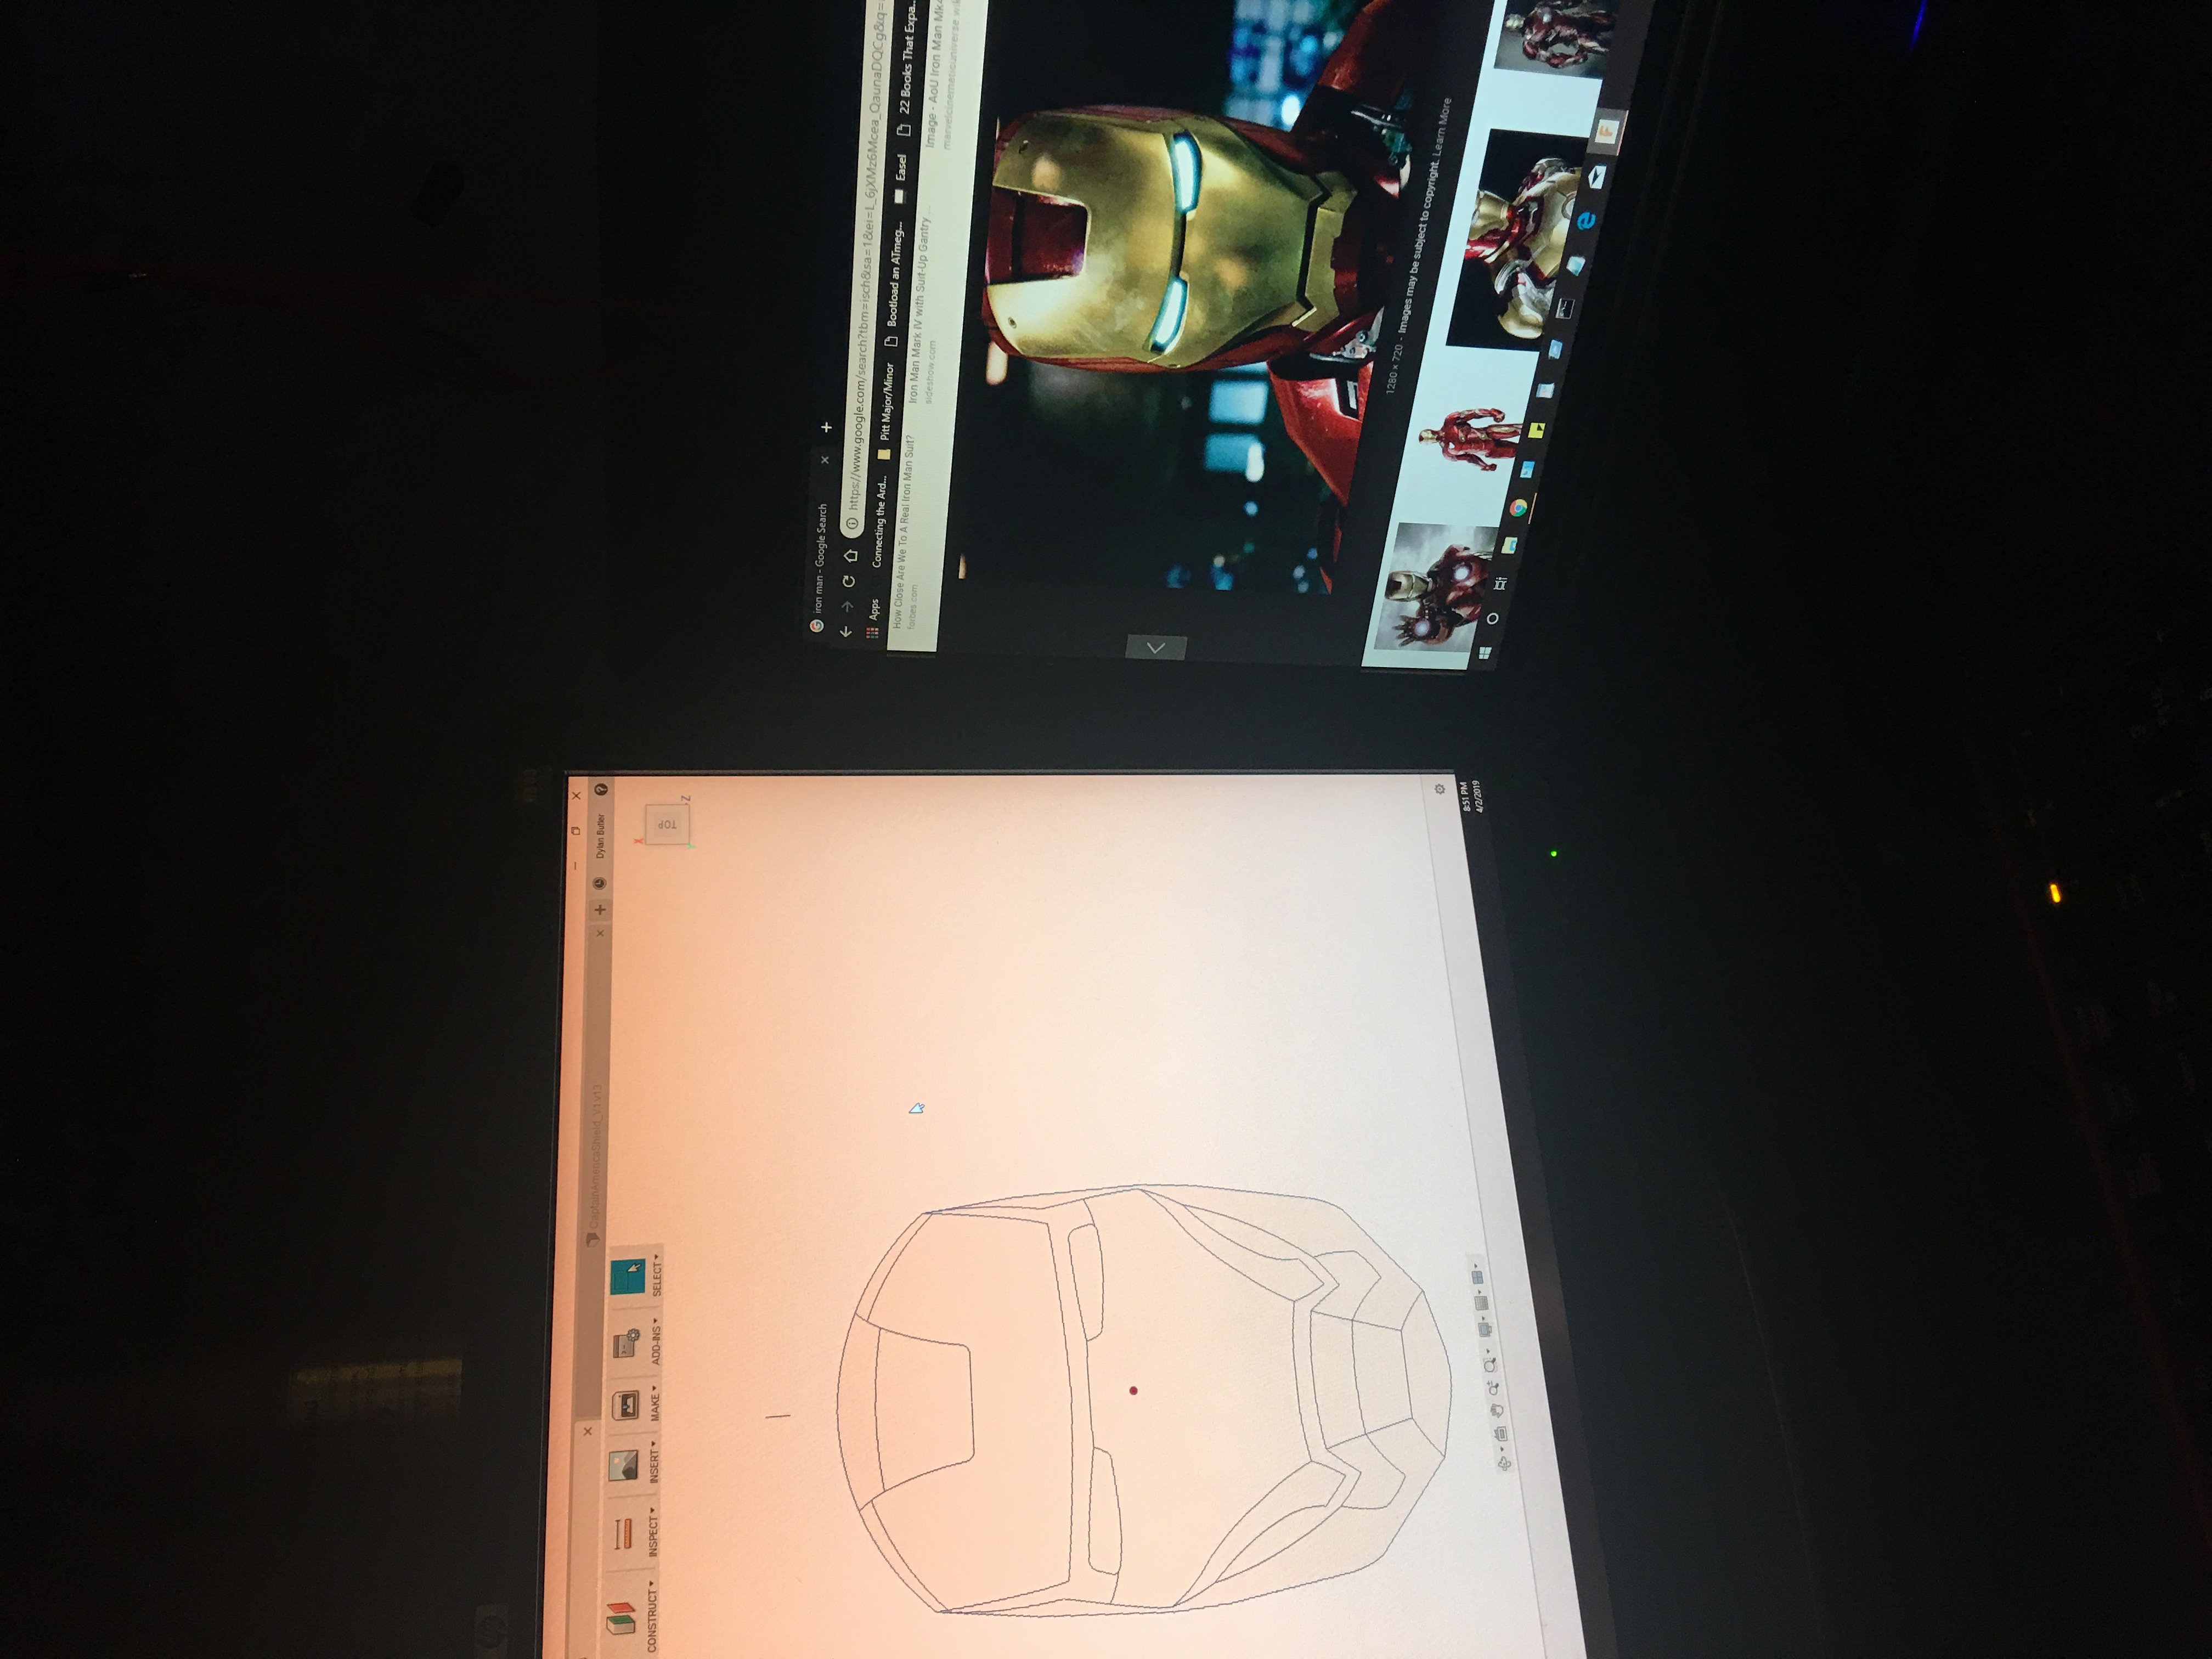 hp
CaptainAmericaShield_V1 v13
Dylan Butler
CONSTRUCT
INSPECT
INSERT
MAKE
ADD-INS
SELECT
X
TOP
Z
8:51 PM
4/2/2019
iron man - Google Search
https://www.google.com/search?tbm=isch&sa=1&ei=L_6jXMz6Mcea_QaunaDQCg&q=
Apps
Connecting the Ard...
Pitt Major/Minor
Bootload an ATmeg...
Easel
22 Books That Expa...
How Close Are We To A Real Iron Man Suit?
forbes.com
Iron Man Mark IV with Suit-Up Gantry ...
sideshow.com
Image - AoU Iron Man Mk4
marvelcinematicuniverse.wik
1280 × 720 - Images may be subject to copyright. Learn More